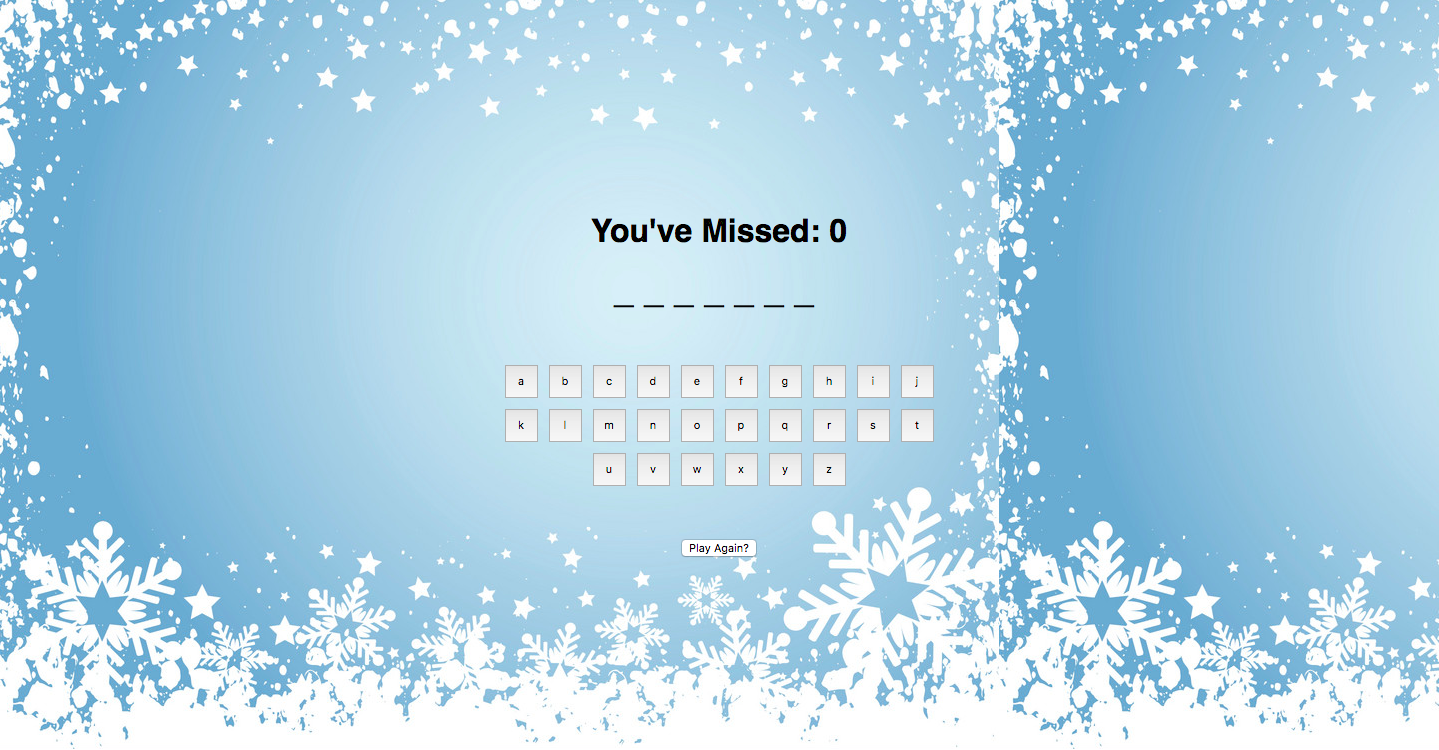 You've Missed: 0
_ _ _ _ _ _ _
a b c d e f g h i j
k l m n o p q r s t
u v w x y z
Play Again?